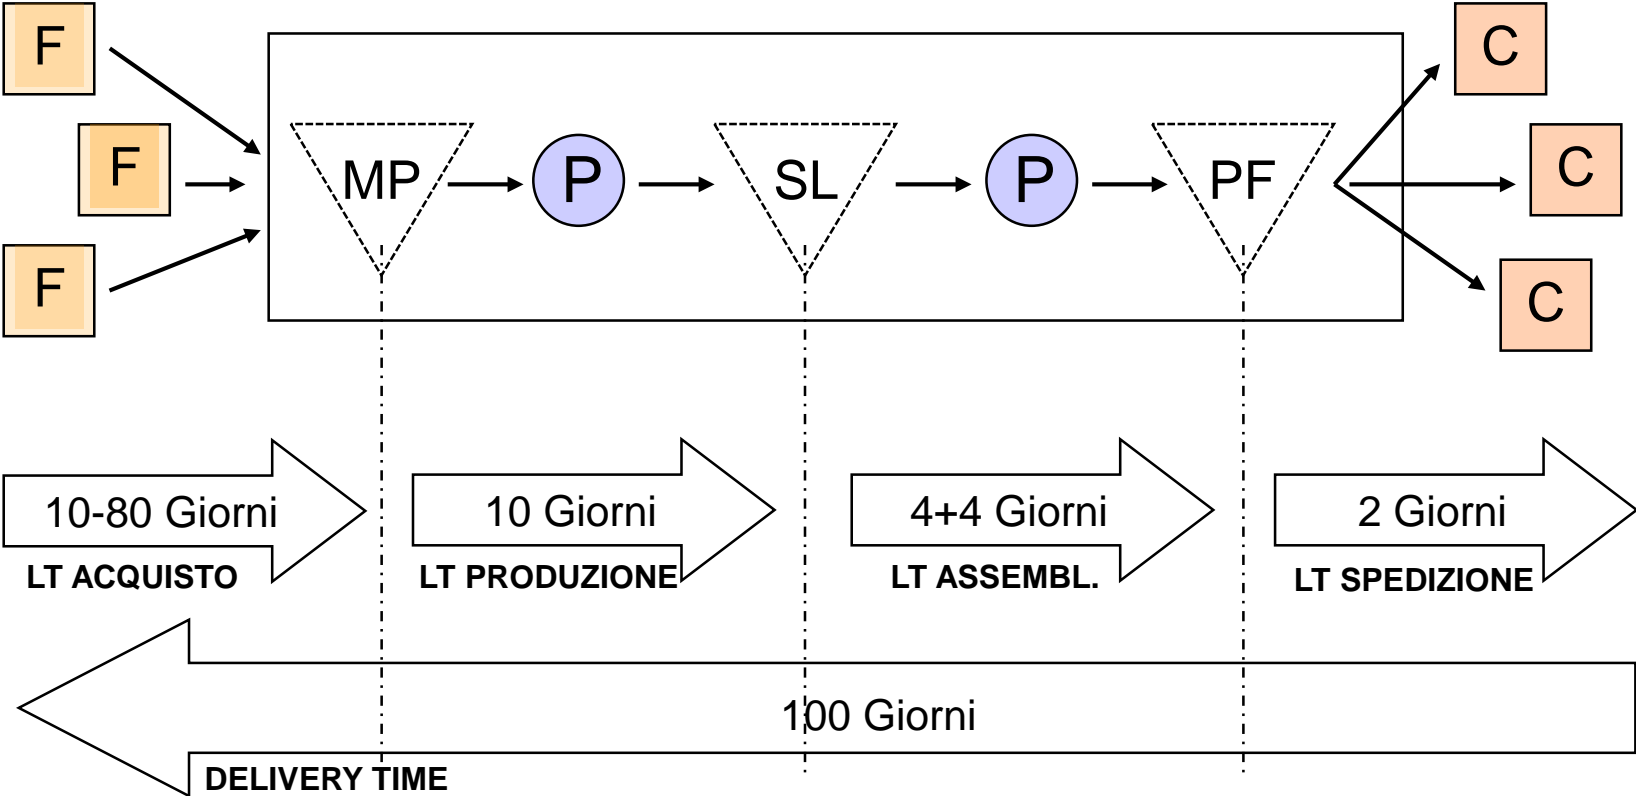 F
F
F
MP
P
SL
P
PF
C
C
C
10-80 Giorni
LT ACQUISTO
10 Giorni
LT PRODUZIONE
4+4 Giorni
LT ASSEMBL.
2 Giorni
LT SPEDIZIONE
100 Giorni
DELIVERY TIME